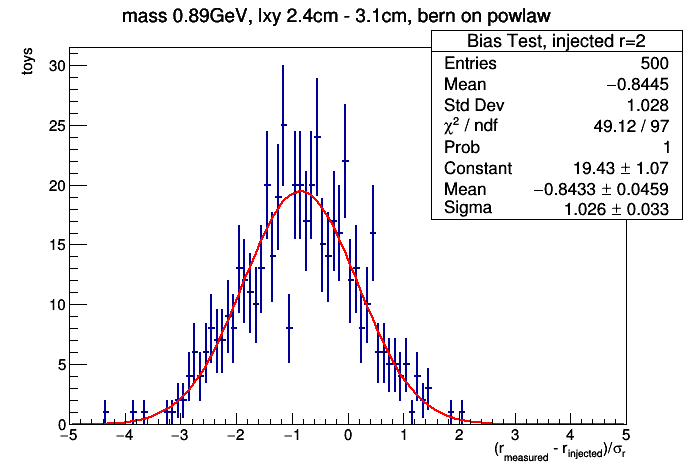 mass 0.89GeV, lxy 2.4cm - 3.1cm, bern on powlaw
Bias Test, injected r=2
Entries 500
Mean −0.8445
Std Dev 1.028
χ² / ndf 49.12 / 97
Prob 1
Constant 19.43 ± 1.07
Mean −0.8433 ± 0.0459
Sigma 1.026 ± 0.033
toys
30
25
20
15
10
5
0
−5 −4 −3 −2 −1 0 1 2 3 4 5
(r_measured - r_injected)/σ_r